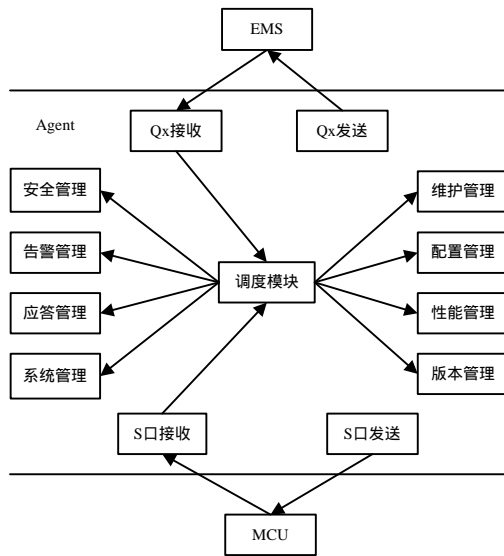 EMS
Agent
Qx接收
Qx发送
安全管理
维护管理
告警管理
配置管理
调度模块
应答管理
性能管理
系统管理
版本管理
S口接收
S口发送
MCU